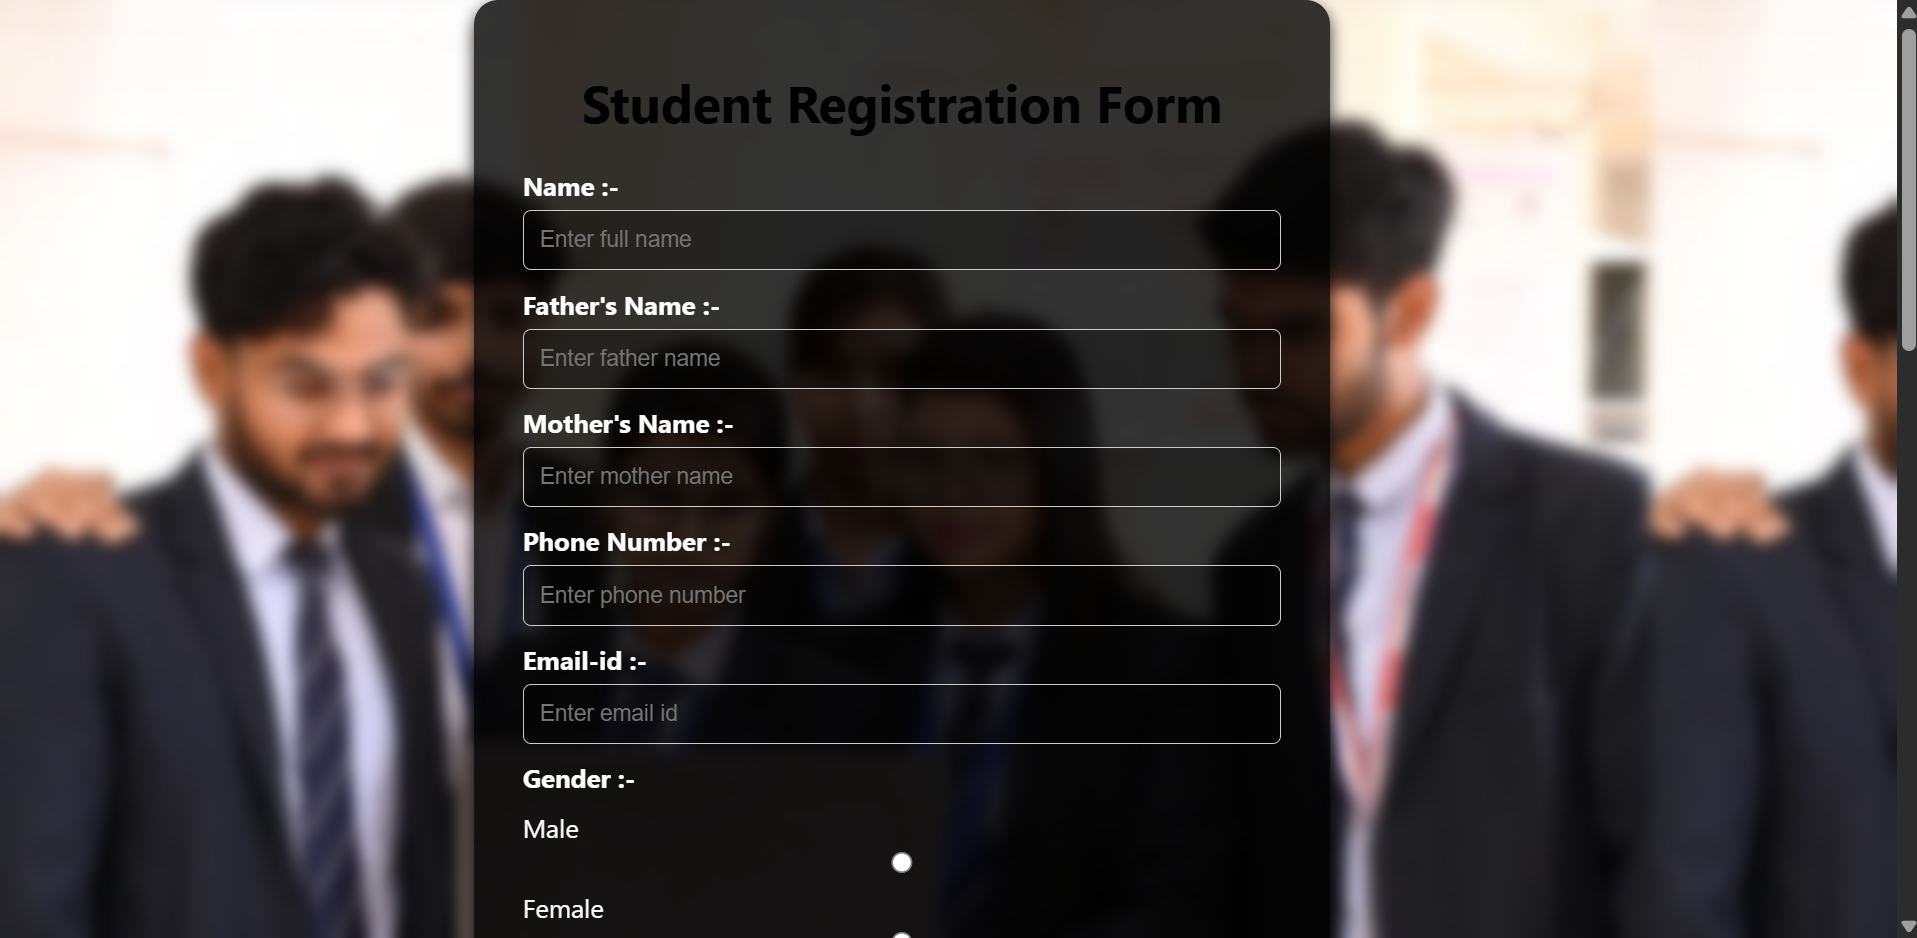 Student Registration Form
Name :-
Enter full name
Father's Name :-
Enter father name
Mother's Name :-
Enter mother name
Phone Number :-
Enter phone number
Email-id :-
Enter email id
Gender :-
Male
Female